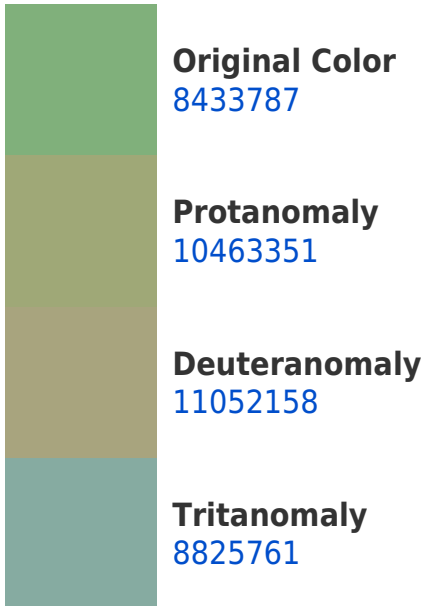 Original Color
8433787
Protanomaly
10463351
Deuteranomaly
11052158
Tritanomaly
8825761